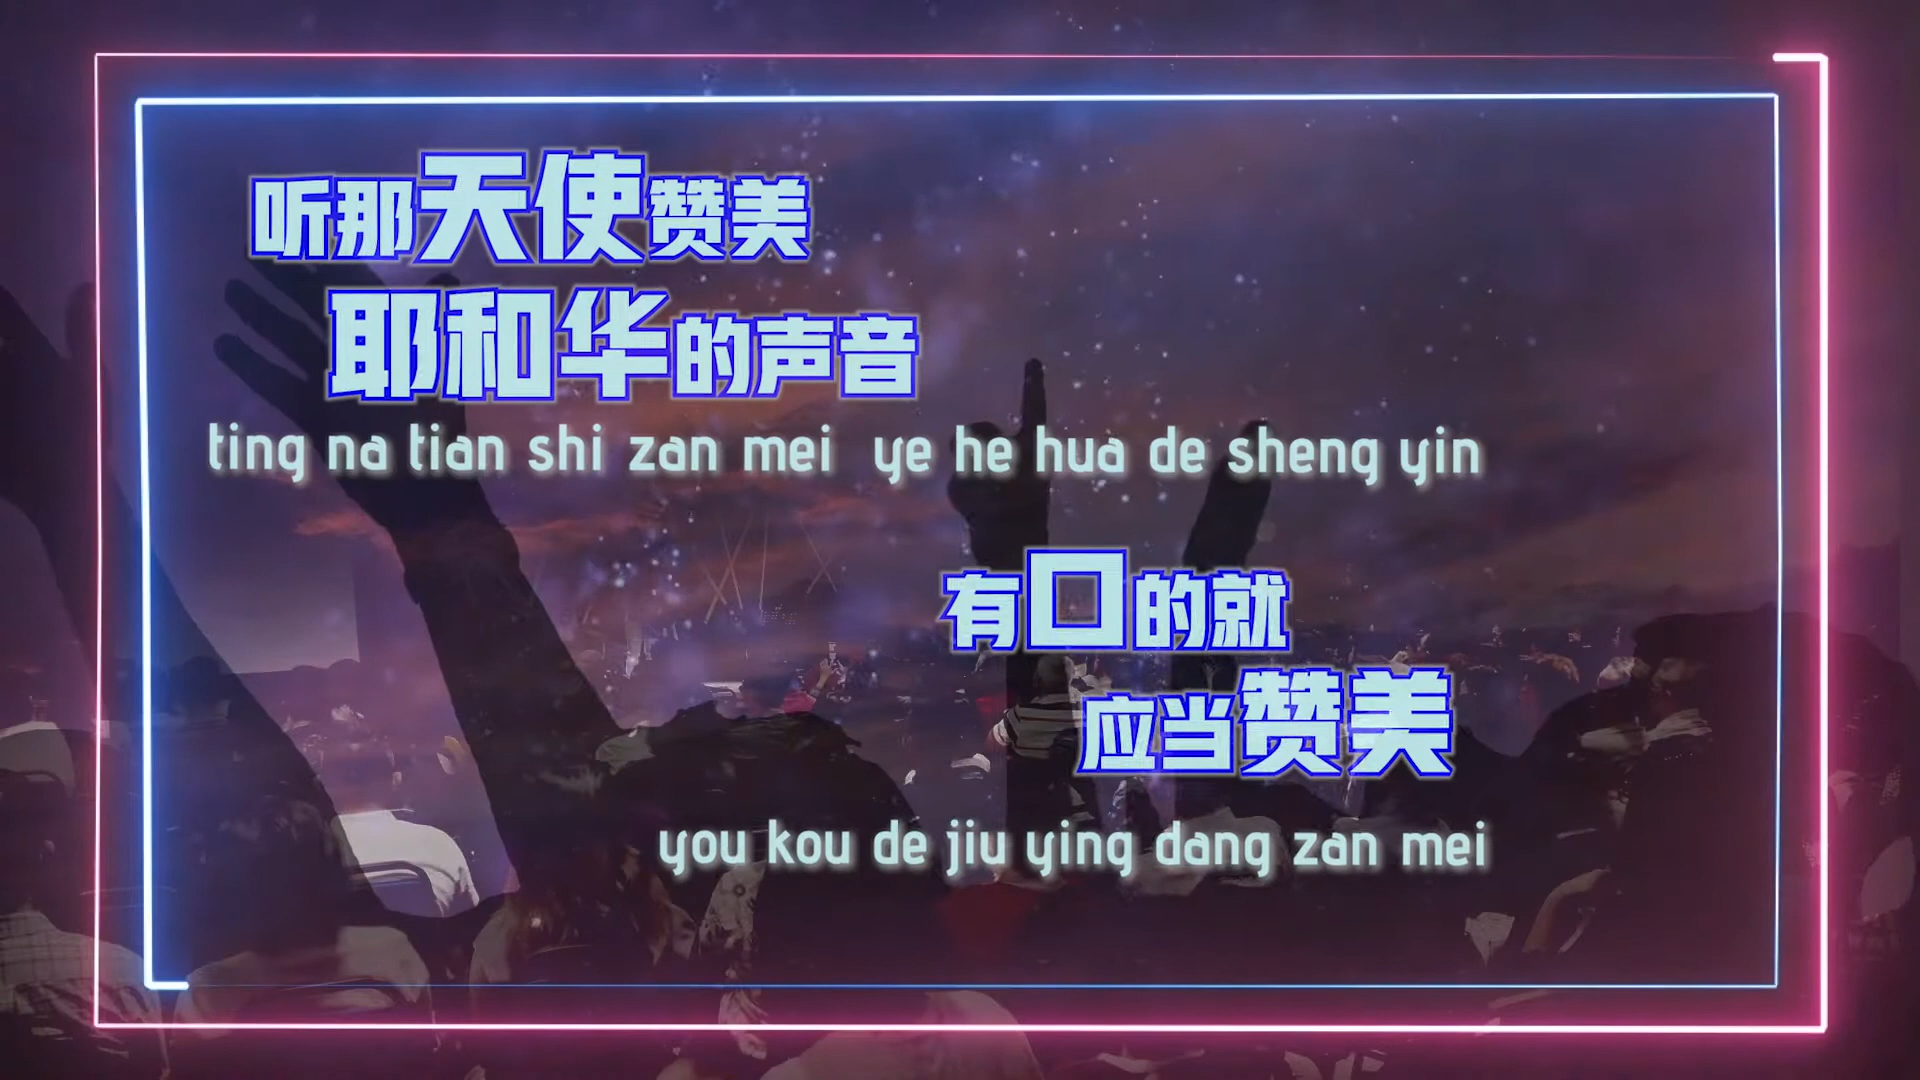 听那天使赞美
耶和华的声音
ting na tian shi zan mei ye he hua de sheng yin
有口的就
应当赞美
you kou de jiu ying dang zan mei